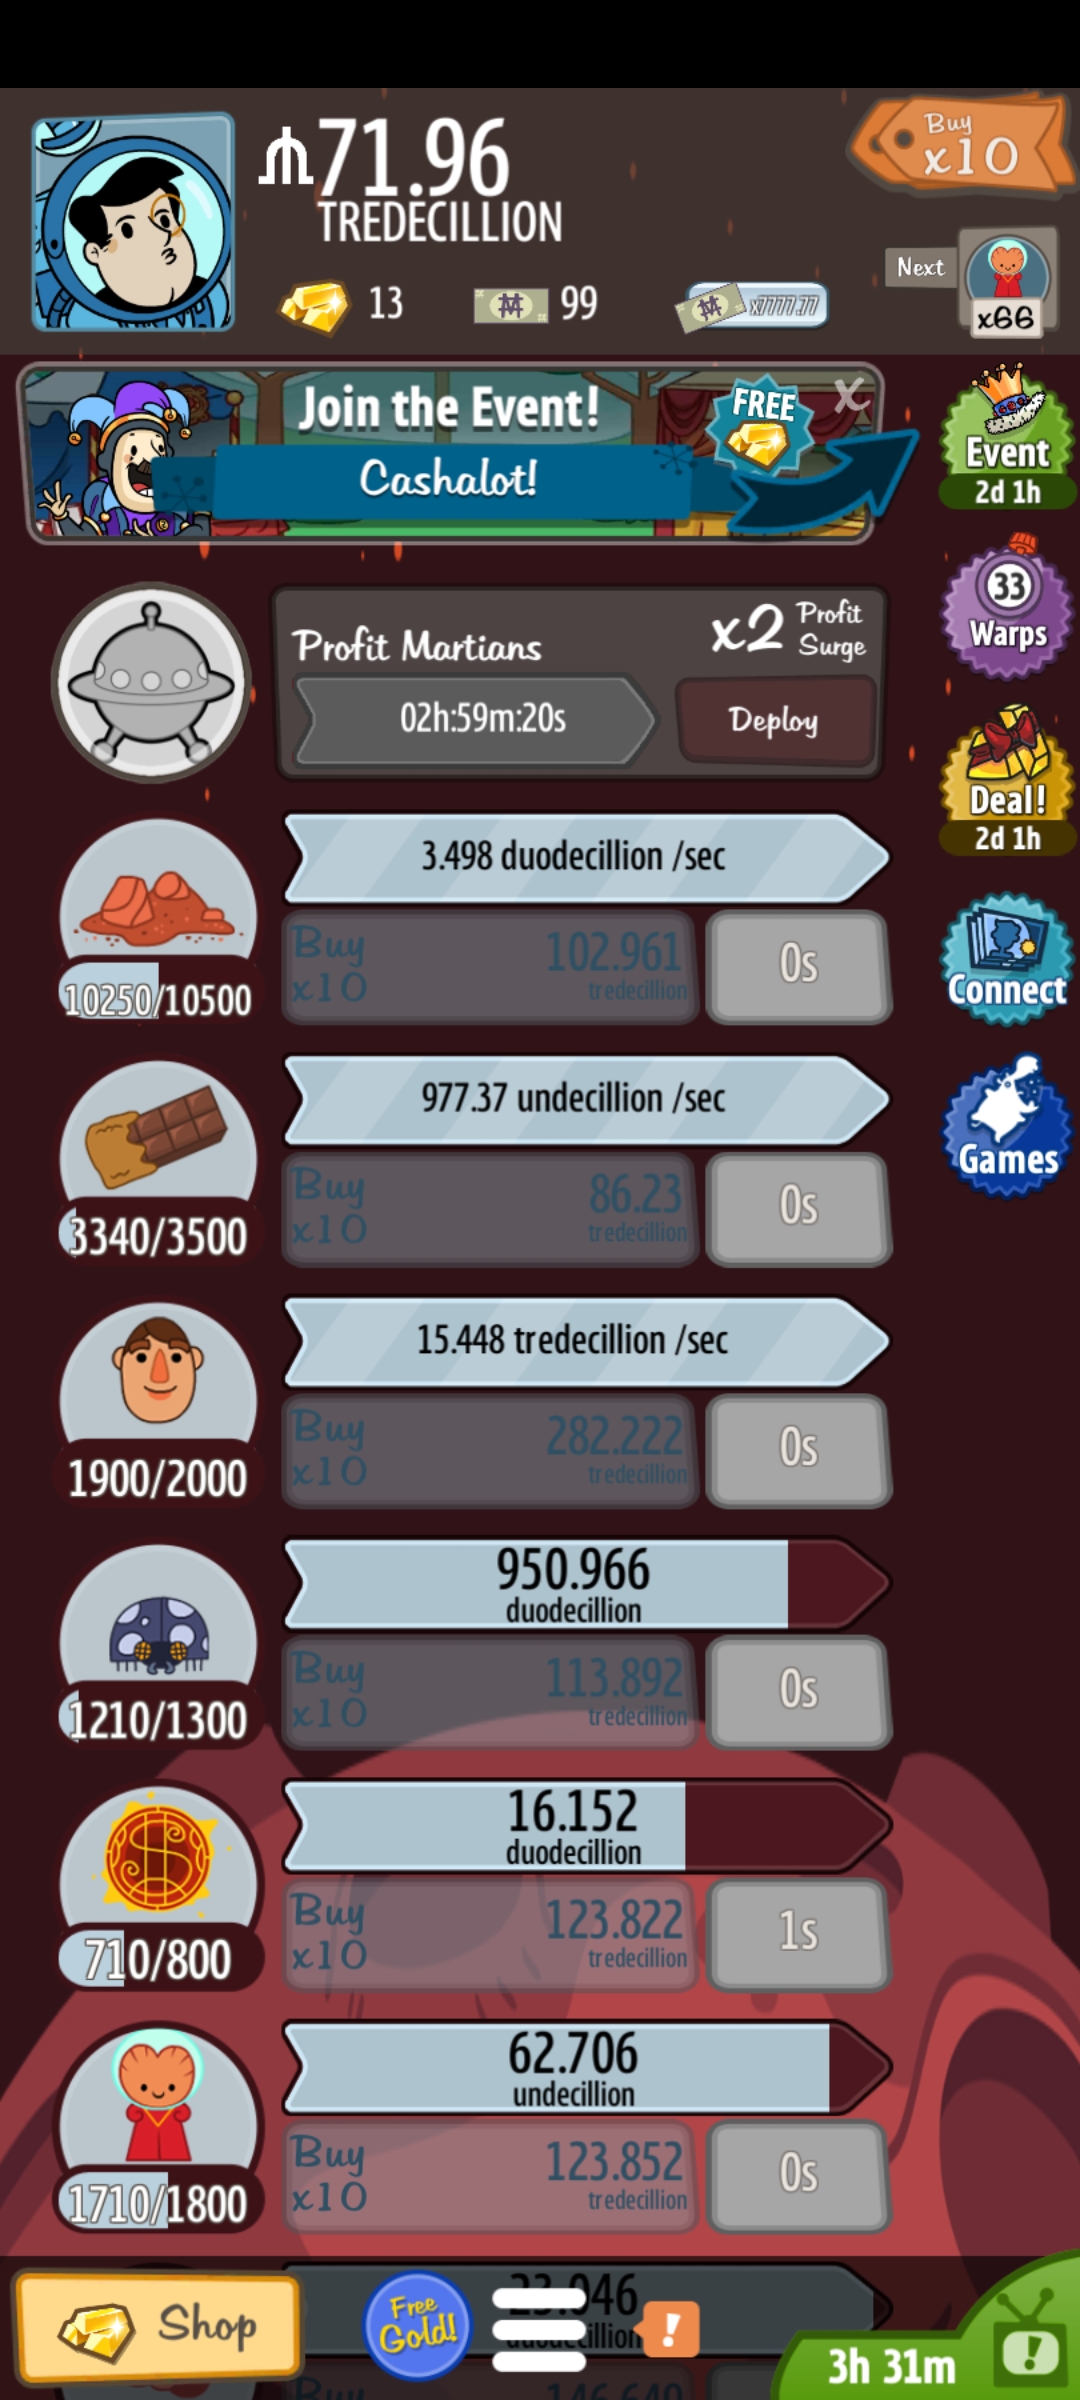 71.96
TREDECILLION
Buy
x10
13
99
x7777.77
Next
x66
Join the Event!
Cashalot!
FREE
X
Event
2d 1h
33
Warps
Profit Martians
x2 Profit
Surge
02h:59m:20s
Deploy
Deal!
2d 1h
3.498 duodecillion /sec
Buy
x10
102.961
tredecillion
0s
10250/10500
Connect
977.37 undecillion /sec
Buy
x10
86.23
tredecillion
0s
3340/3500
Games
15.448 tredecillion /sec
Buy
x10
282.222
tredecillion
0s
1900/2000
950.966
duodecillion
Buy
x10
113.892
tredecillion
0s
1210/1300
16.152
duodecillion
Buy
x10
123.822
tredecillion
1s
710/800
62.706
undecillion
Buy
x10
123.852
tredecillion
0s
1710/1800
Shop
Free
Gold!
!
3h 31m
!